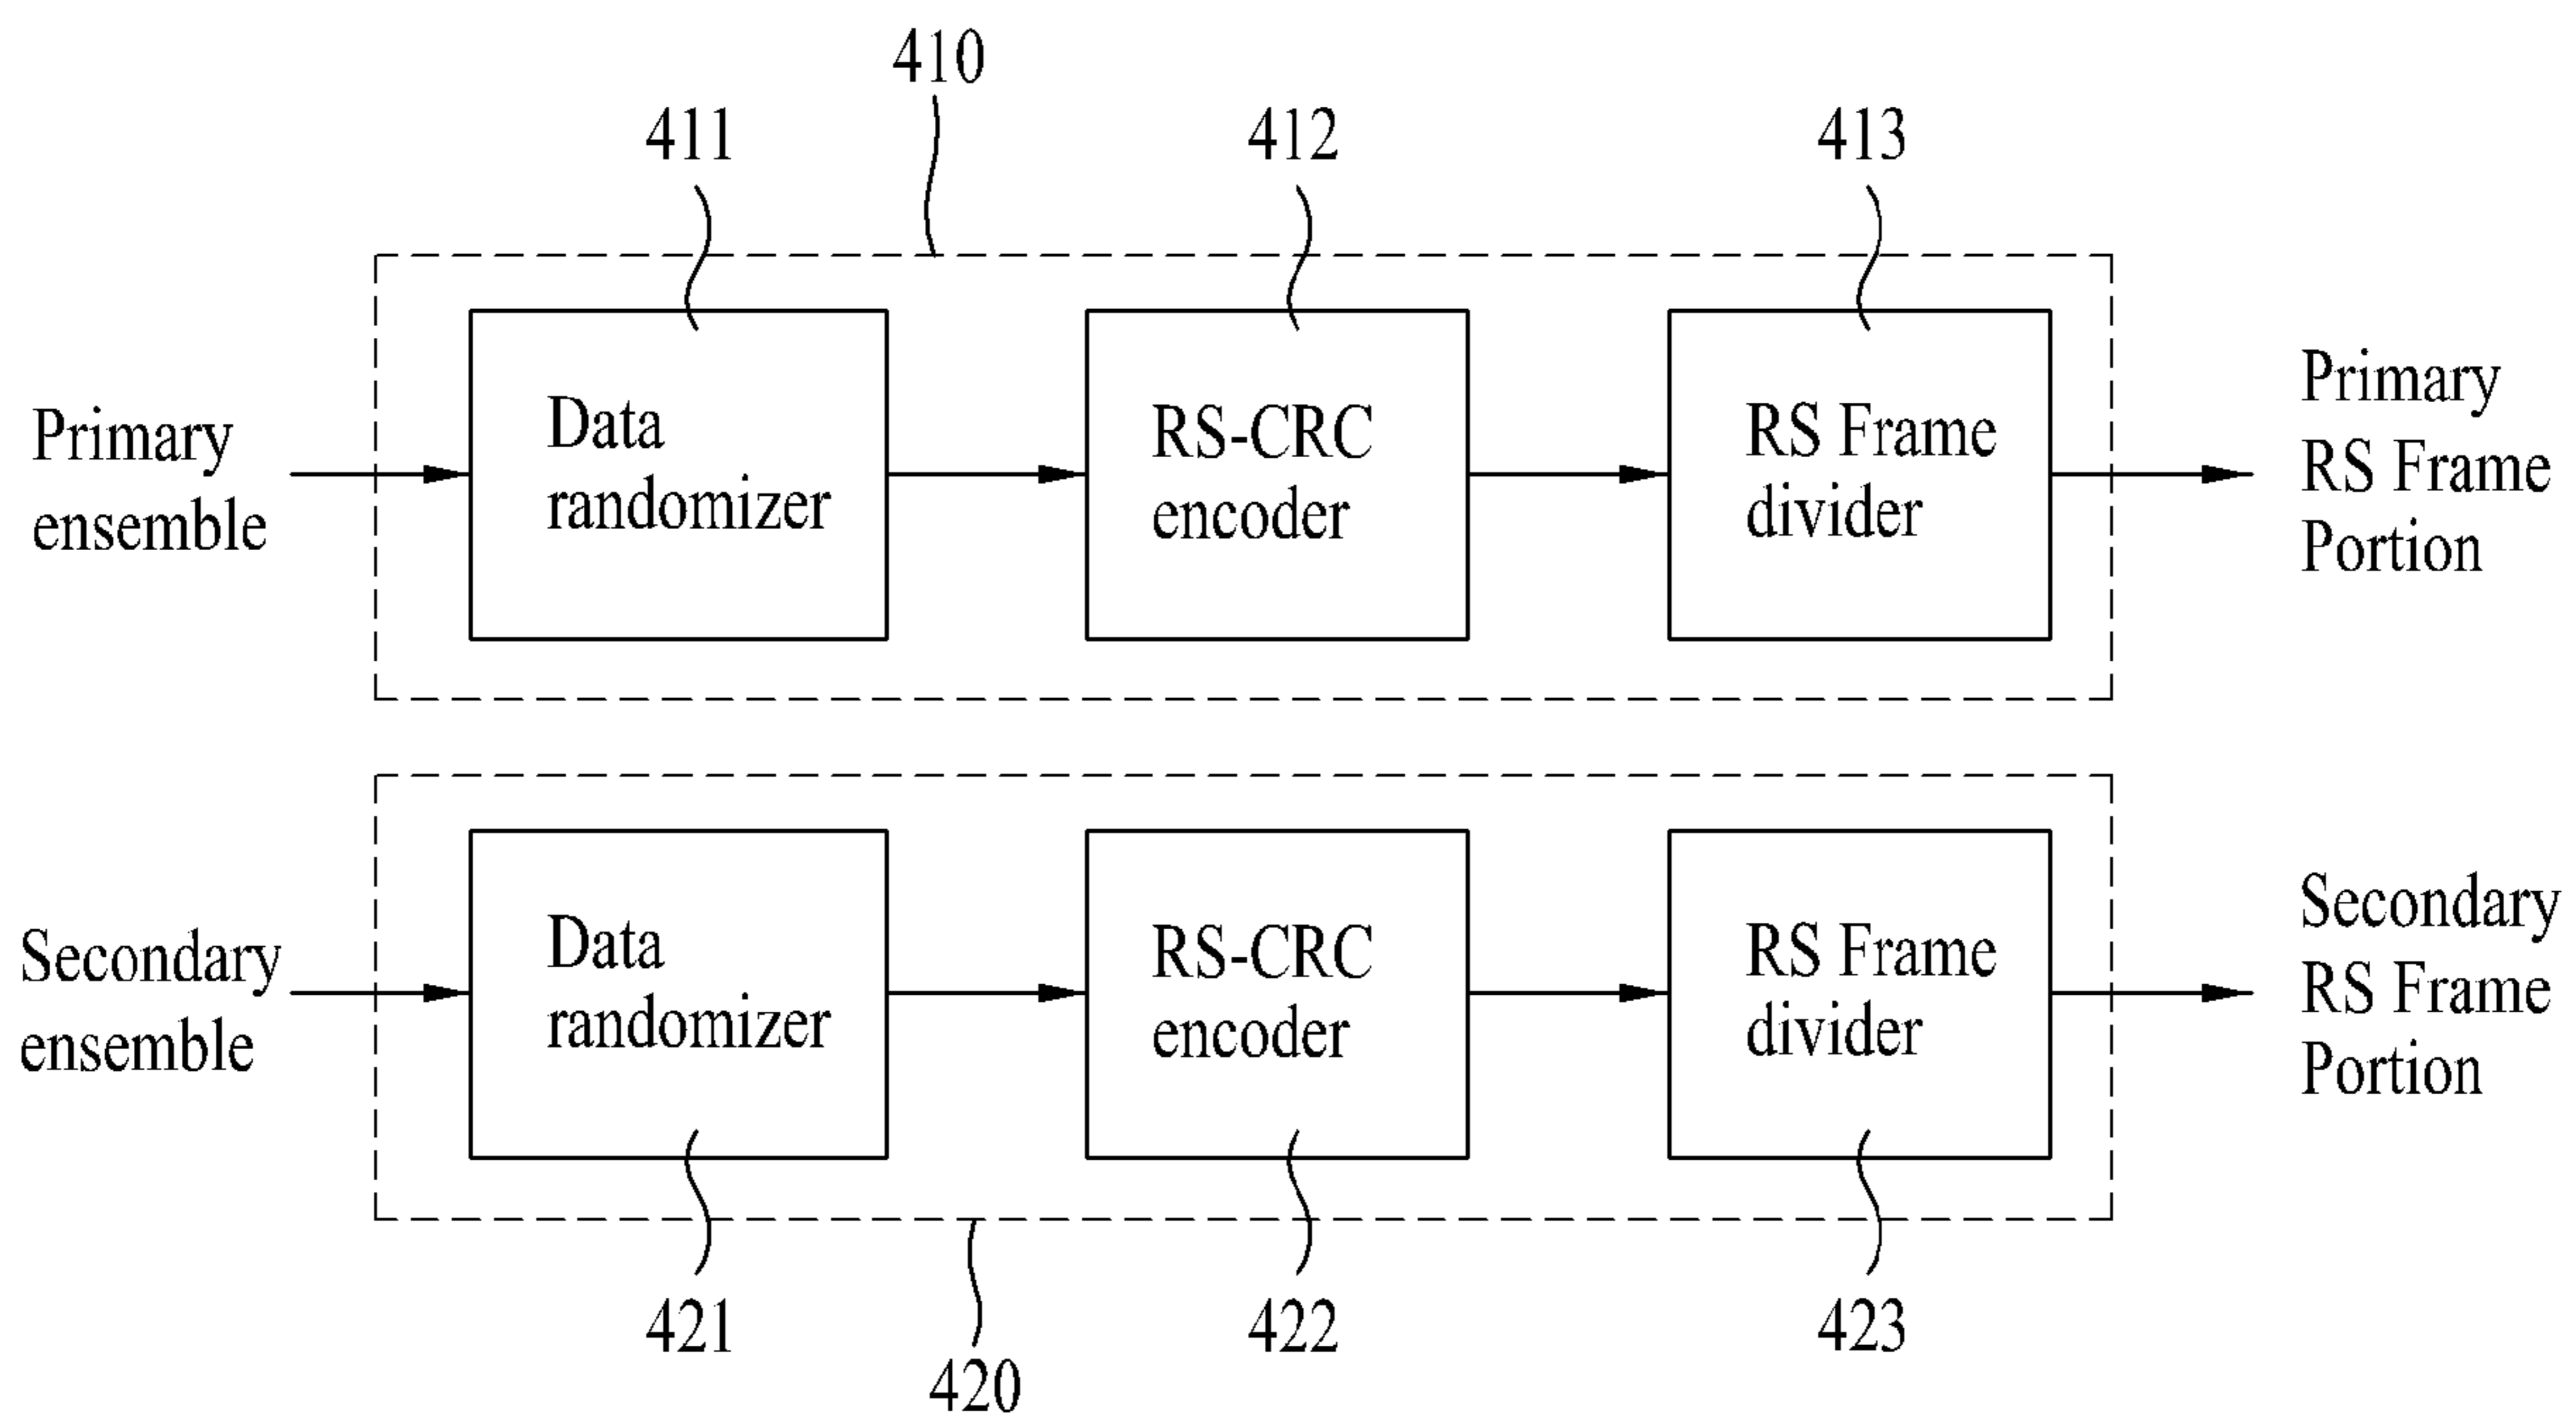 410
411
412
413
Primary
ensemble
Data
randomizer
RS-CRC
encoder
RS Frame
divider
Primary
RS Frame
Portion
Secondary
ensemble
Data
randomizer
RS-CRC
encoder
RS Frame
divider
Secondary
RS Frame
Portion
421
422
423
420